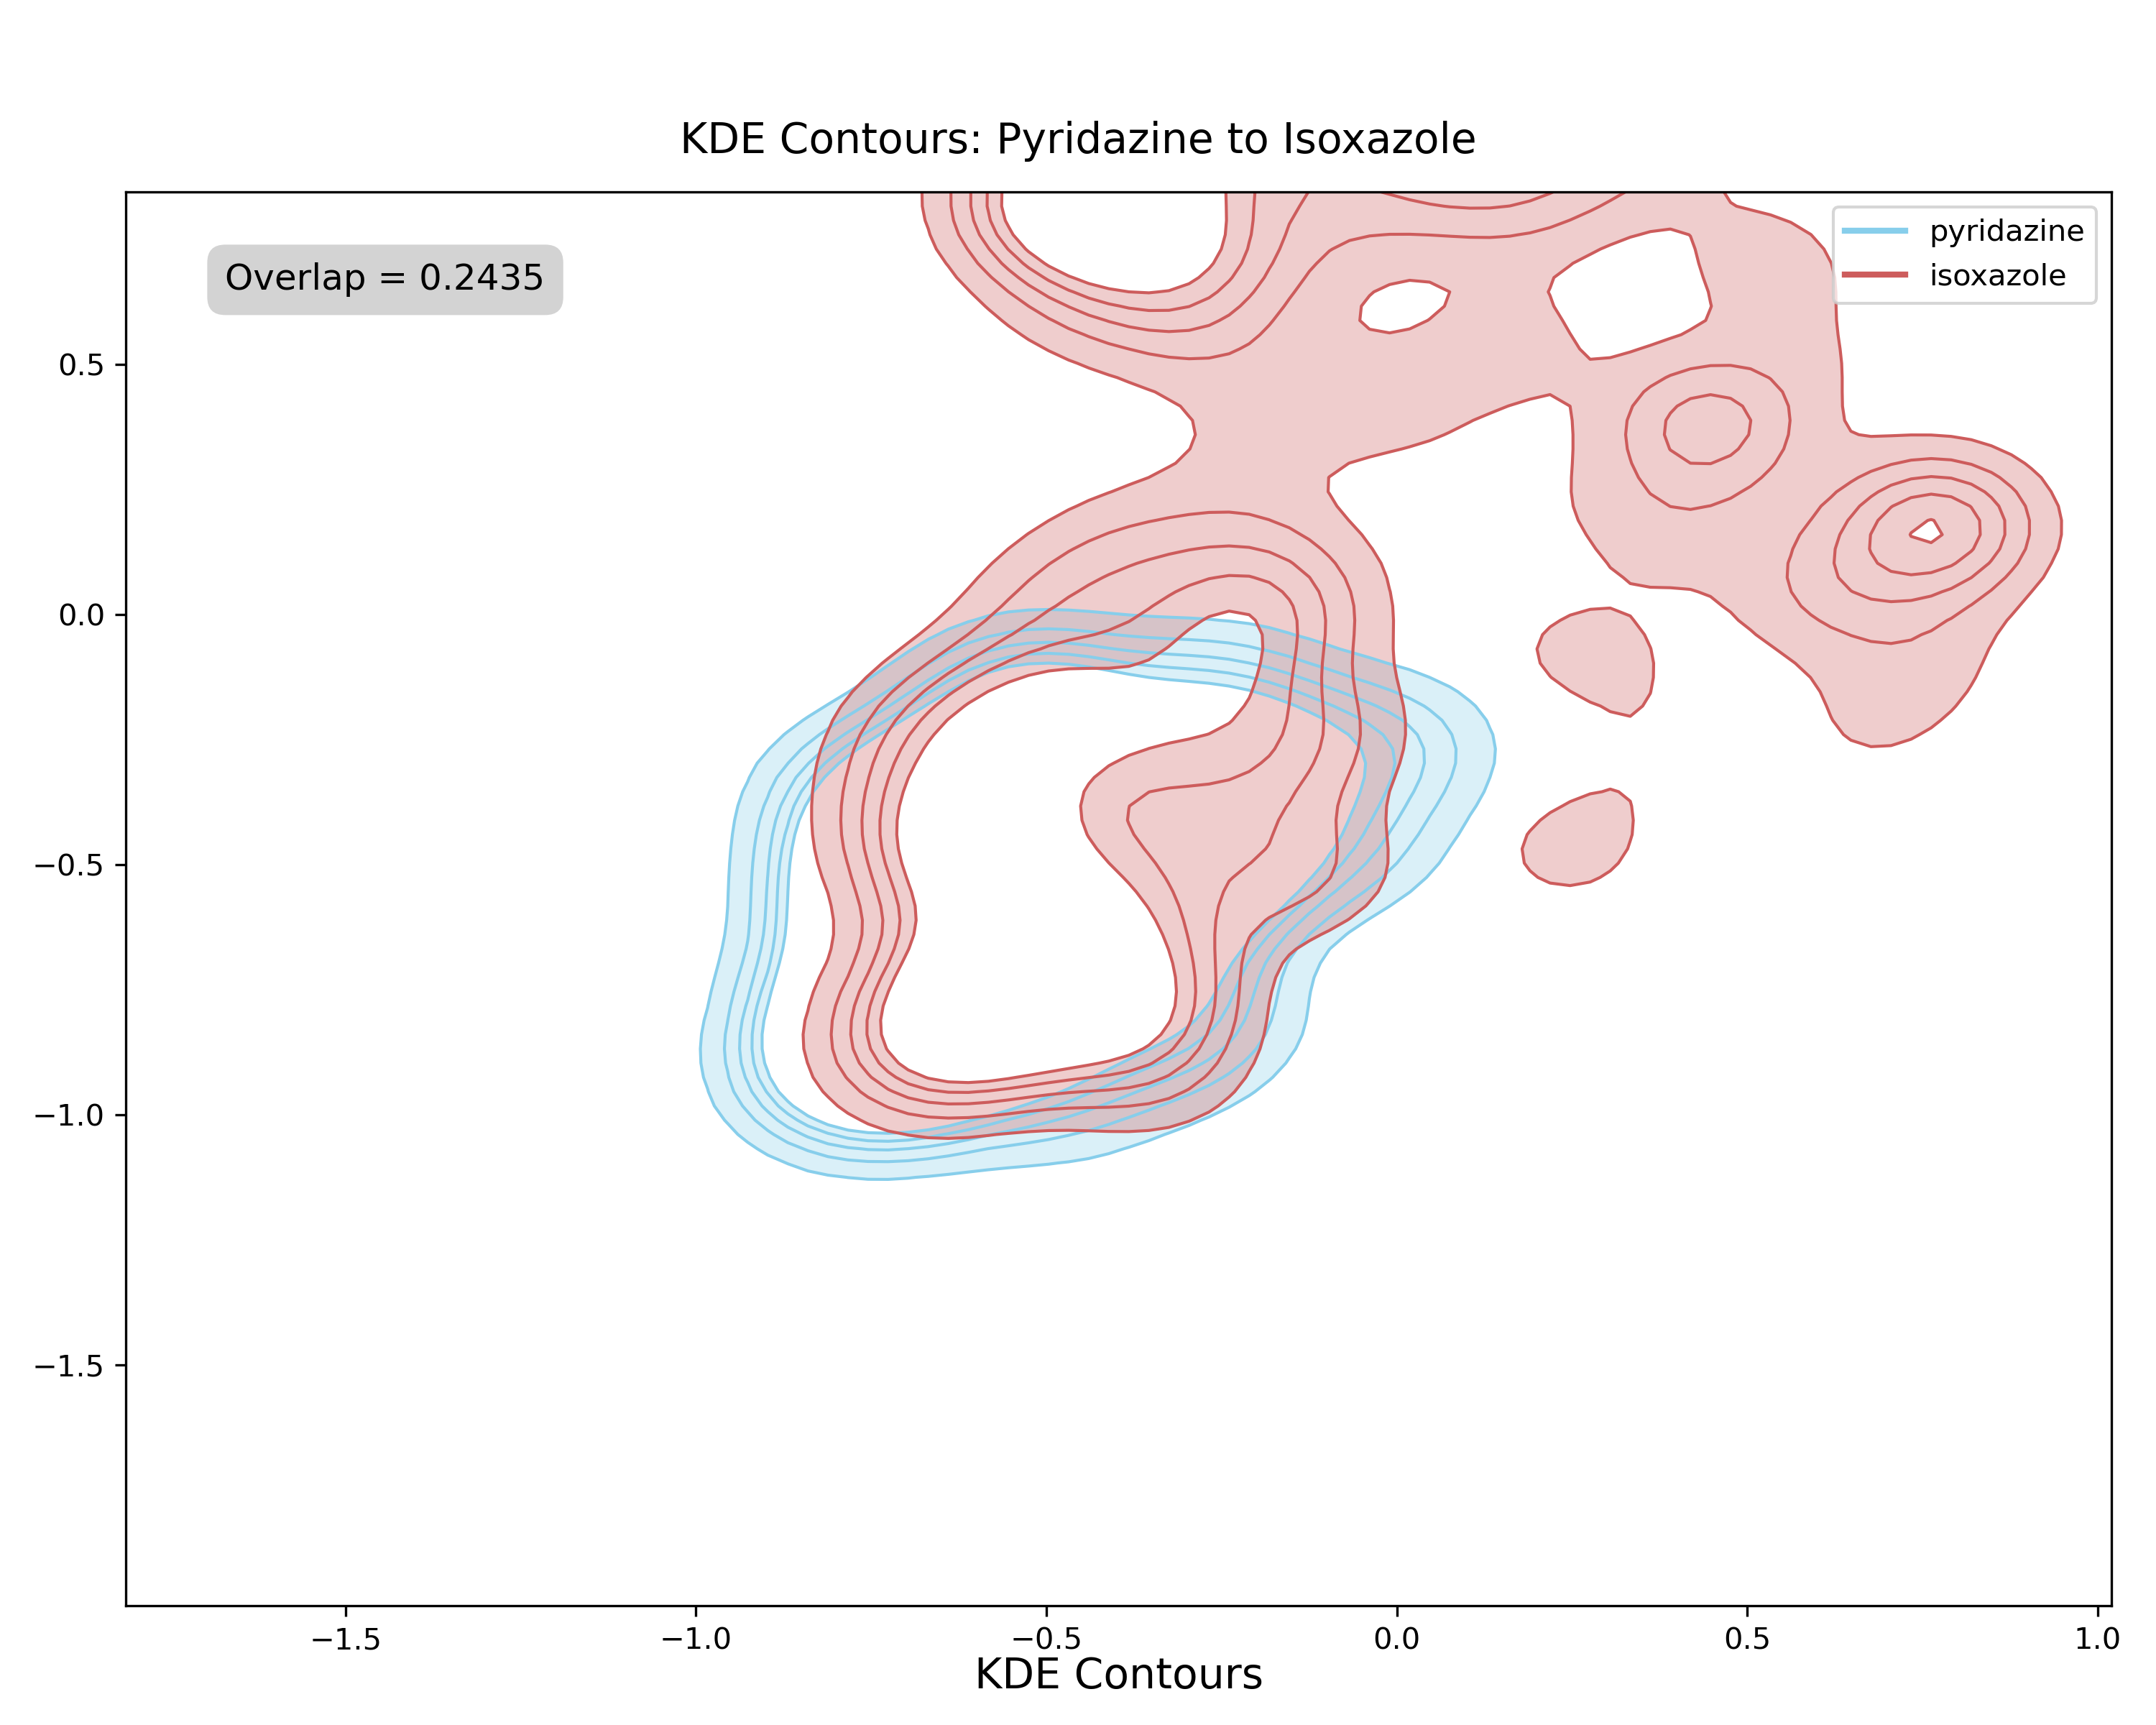 KDE Contours: Pyridazine to Isoxazole
Overlap = 0.2435
pyridazine
isoxazole
0.5
0.0
−0.5
−1.0
−1.5
−1.5 −1.0 −0.5 0.0 0.5 1.0
KDE Contours